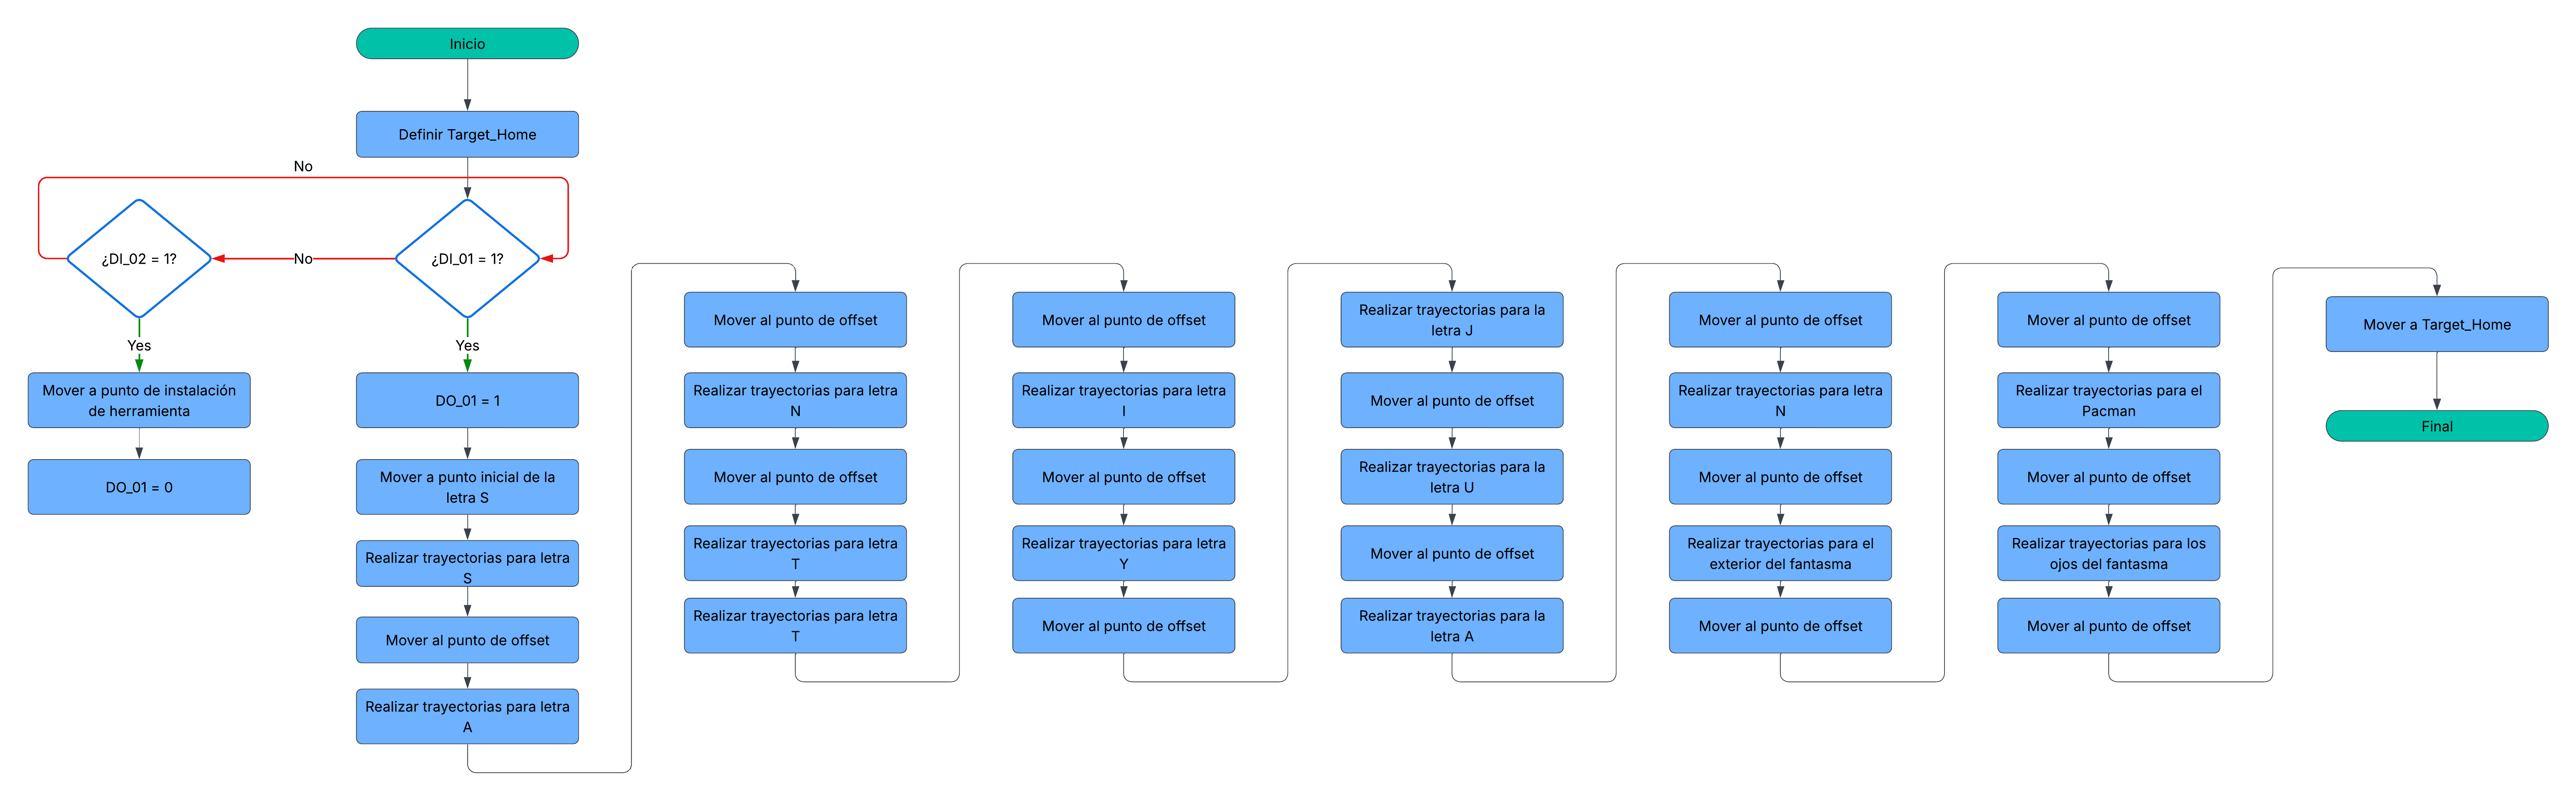 Inicio
Definir Target_Home
No
¿DI_02 = 1?
No
¿DI_01 = 1?
Yes
Yes
Mover a punto de instalación
de herramienta
DO_01 = 0
DO_01 = 1
Mover a punto inicial de la
letra S
Realizar trayectorias para letra
S
Mover al punto de offset
Realizar trayectorias para letra
A
Mover al punto de offset
Realizar trayectorias para letra
N
Mover al punto de offset
Realizar trayectorias para letra
T
Realizar trayectorias para letra
T
Mover al punto de offset
Realizar trayectorias para letra
I
Mover al punto de offset
Realizar trayectorias para letra
Y
Mover al punto de offset
Realizar trayectorias para la
letra J
Mover al punto de offset
Realizar trayectorias para la
letra U
Mover al punto de offset
Realizar trayectorias para la
letra A
Mover al punto de offset
Realizar trayectorias para letra
N
Mover al punto de offset
Realizar trayectorias para el
exterior del fantasma
Mover al punto de offset
Mover al punto de offset
Realizar trayectorias para el
Pacman
Mover al punto de offset
Realizar trayectorias para los
ojos del fantasma
Mover al punto de offset
Mover a Target_Home
Final